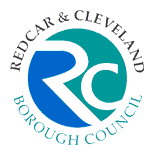 REDCAR & CLEVELAND
RC
BOROUGH COUNCIL